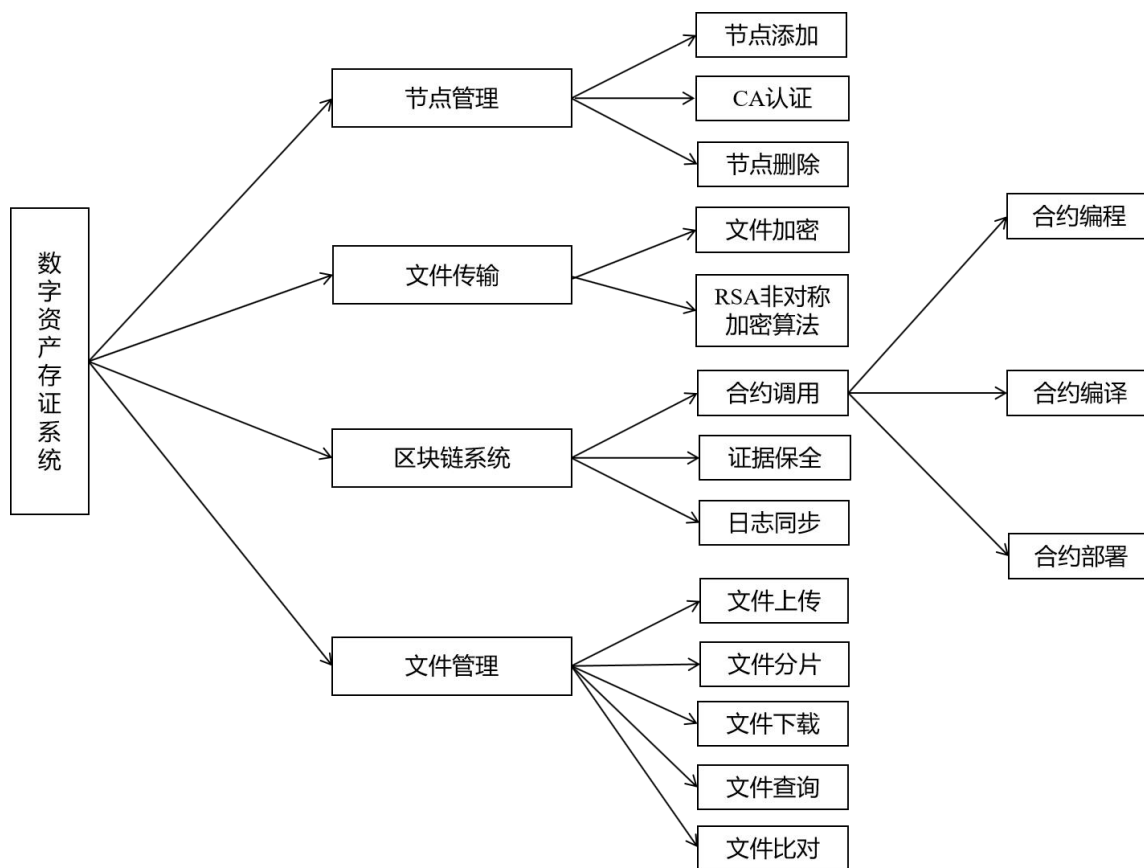 数字资产存证系统
节点管理
节点添加
CA认证
节点删除
文件传输
文件加密
RSA非对称
加密算法
区块链系统
合约调用
合约编程
合约编译
合约部署
证据保全
日志同步
文件管理
文件上传
文件分片
文件下载
文件查询
文件比对